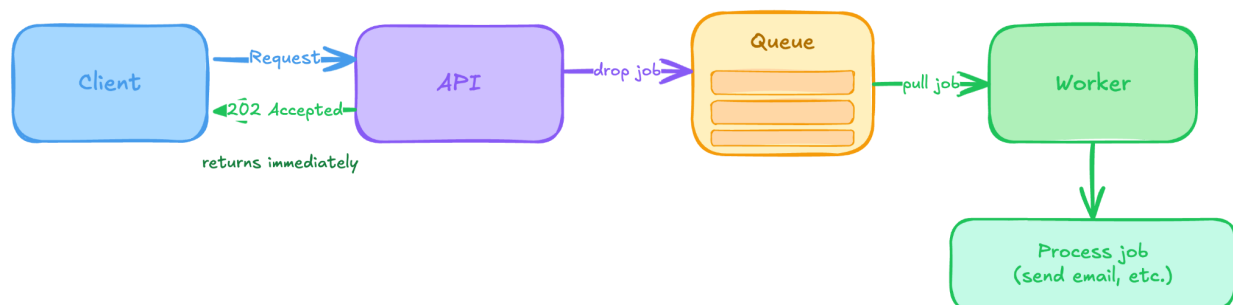 Client
Request
202 Accepted
returns immediately
API
drop job
Queue
pull job
Worker
Process job
(send email, etc.)